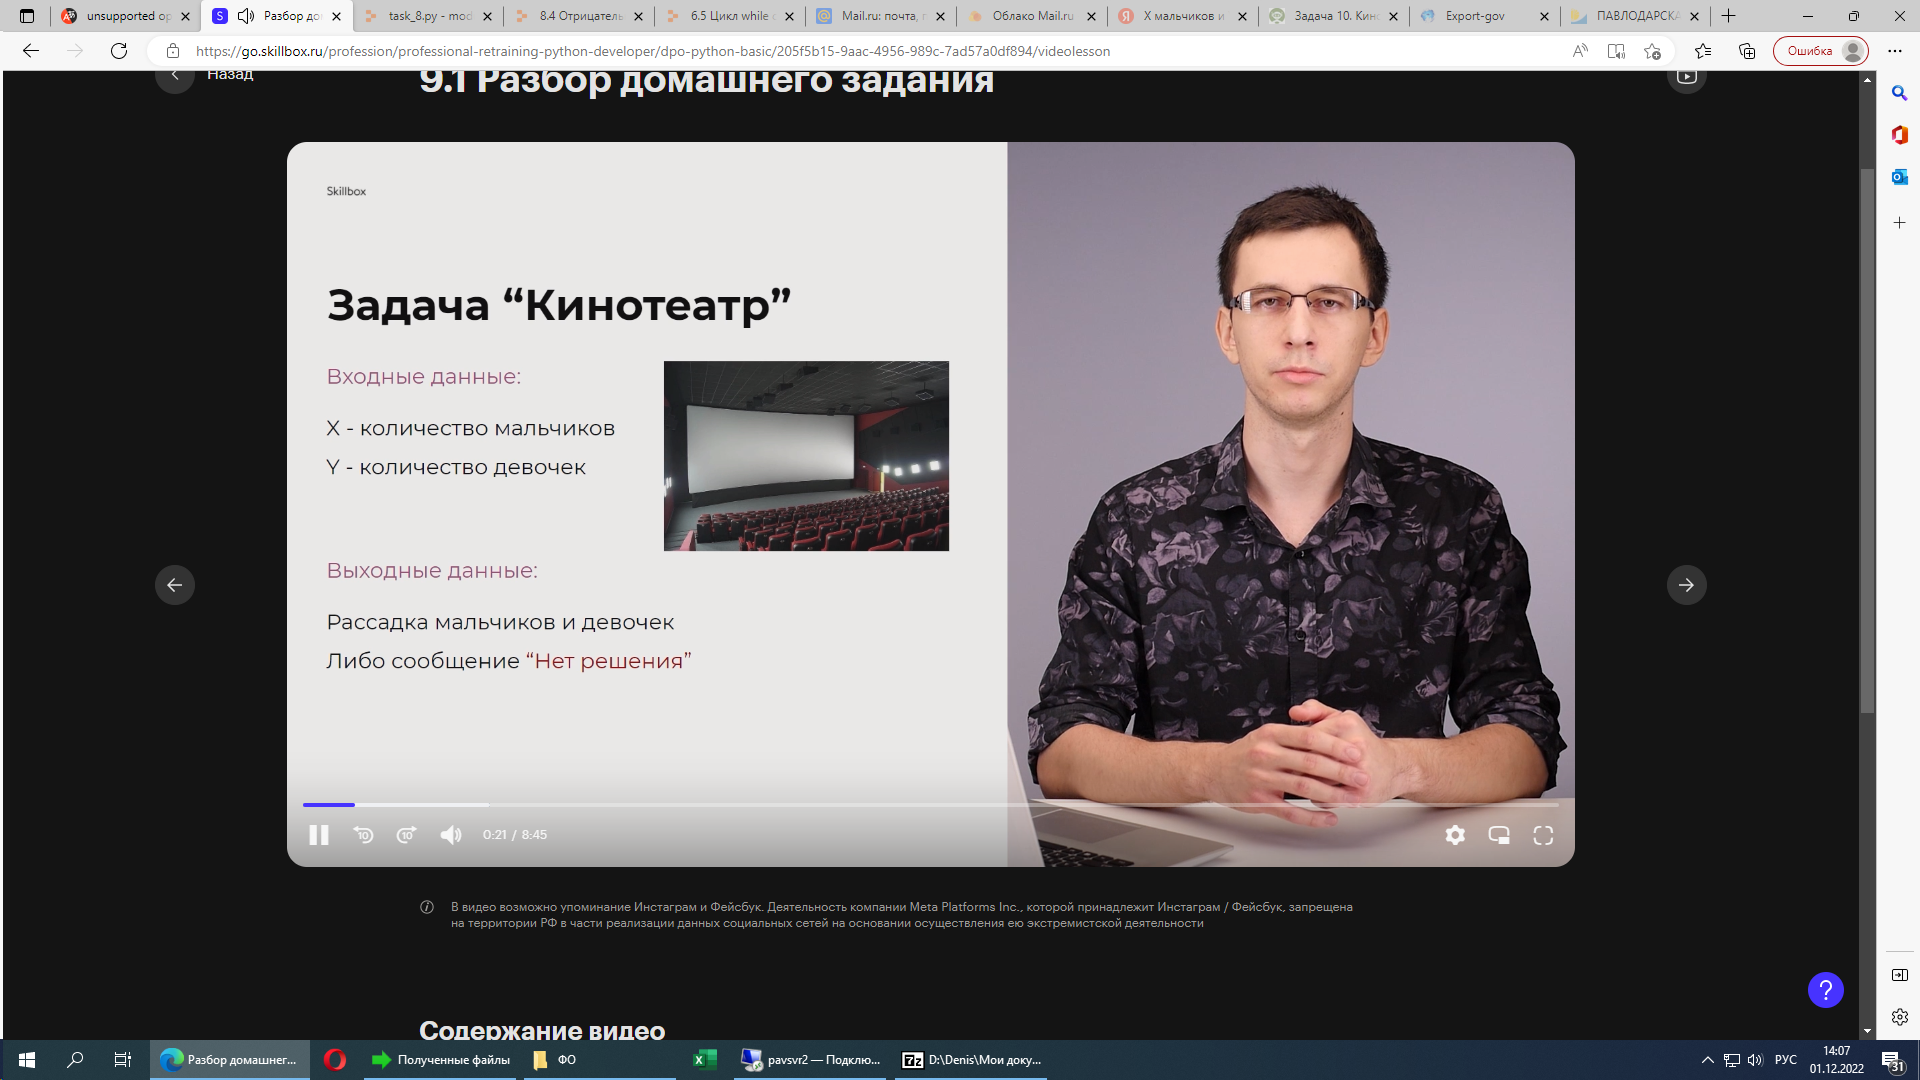 unsupported op
Разбор до
task_8.py - mod
8.4 Отрицатель
6.5 Цикл while
Mail.ru: почта,
Облако Mail.ru
X мальчиков и
Задача 10. Кин
Export-gov
ПАВЛОДАРСКА
https://go.skillbox.ru/profession/professional-retraining-python-developer/dpo-python-basic/205f5b15-9aac-4956-989c-7ad57a0df894/videolesson
Ошибка
Назад
9.1 Разбор домашнего задания
Skillbox
Задача “Кинотеатр”
Входные данные:
X - количество мальчиков
Y - количество девочек
Выходные данные:
Рассадка мальчиков и девочек
Либо сообщение “Нет решения”
10
10
0:21 / 8:45
В видео возможно упоминание Инстаграм и Фейсбук. Деятельность компании Meta Platforms Inc., которой принадлежит Инстаграм / Фейсбук, запрещена
на территории РФ в части реализации данных социальных сетей на основании осуществления ею экстремистской деятельности
?
Содержание видео
Разбор домашнег...
Полученные файлы
ФО
pavsvr2 — Подклю...
7z
D:\Denis\Мои доку...
РУС
14:07
01.12.2022
31